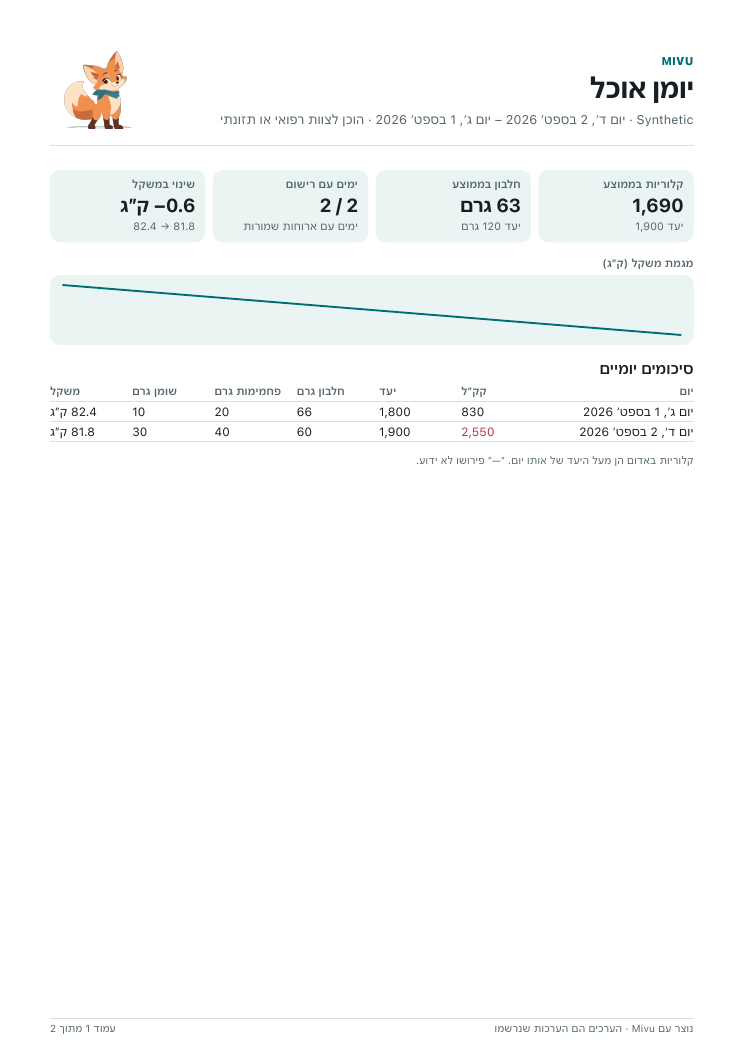 MIVU
יומן אוכל
Synthetic · יום ד׳, 2 בספט׳ 2026 – יום ג׳, 1 בספט׳ 2026 · הוכן לצוות רפואי או תזונתי
קלוריות בממוצע
1,690
יעד 1,900
חלבון בממוצע
63 גרם
יעד 120 גרם
ימים עם רישום
2 / 2
ימים עם ארוחות שמורות
שינוי במשקל
−0.6 ק״ג
82.4 → 81.8
מגמת משקל (ק״ג)
סיכומים יומיים
יום קק״ל יעד חלבון גרם פחמימות גרם שומן גרם משקל
יום ג׳, 1 בספט׳ 2026 830 1,800 66 20 10 82.4 ק״ג
יום ד׳, 2 בספט׳ 2026 2,550 1,900 60 40 30 81.8 ק״ג
קלוריות באדום הן מעל היעד של אותו יום. ״—״ פירושו לא ידוע.
נוצר עם Mivu · הערכים הם הערכות שנרשמו
עמוד 1 מתוך 2